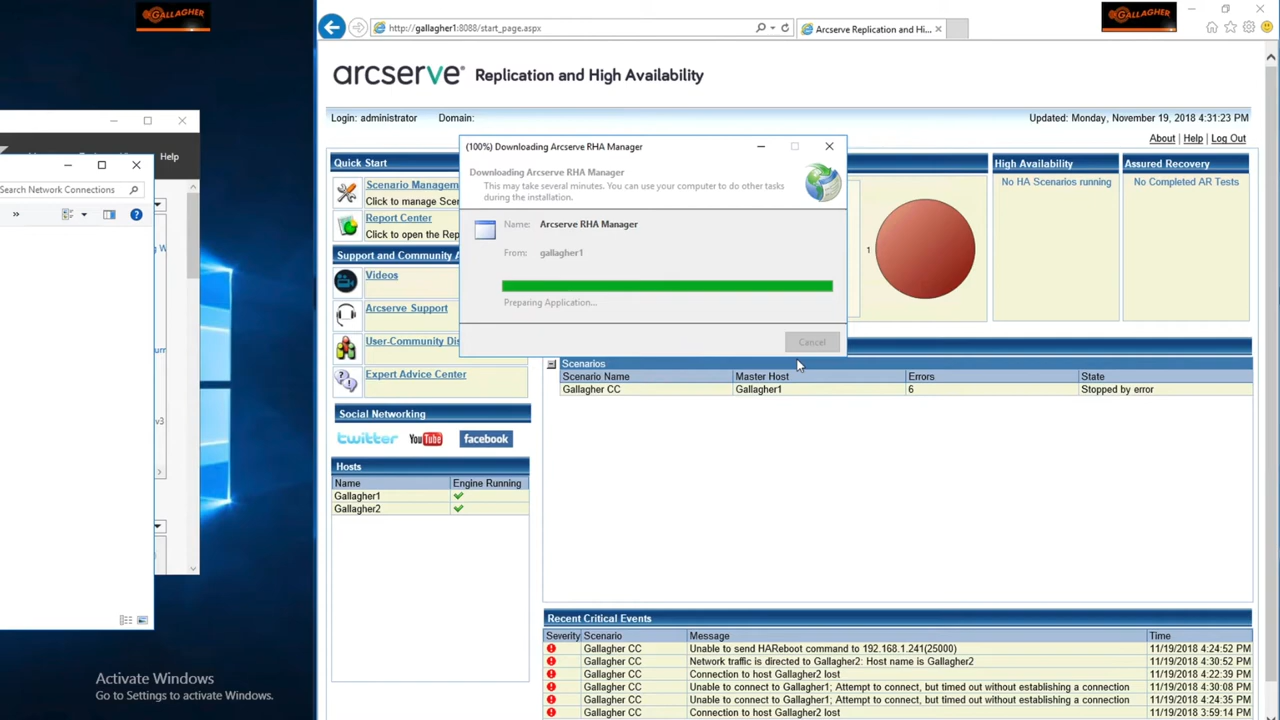 GALLAGHER
GALLAGHER
http://gallagher1:8088/start_page.aspx
Arcserve Replication and Hi...
arcserve® Replication and High Availability
Login: administrator Domain:
Updated: Monday, November 19, 2018 4:31:23 PM
About | Help | Log Out
Help
Search Network Connections
»
Quick Start
Scenario Managem
Click to manage Scen
Report Center
Click to open the Rep
Support and Community A
Videos
Arcserve Support
User-Community Dis
Expert Advice Center
Social Networking
twitter YouTube facebook
Hosts
Name Engine Running
Gallagher1
Gallagher2
(100%) Downloading Arcserve RHA Manager
Downloading Arcserve RHA Manager
This may take several minutes. You can use your computer to do other tasks
during the installation.
Name: Arcserve RHA Manager
From: gallagher1
Preparing Application...
Cancel
1
High Availability
No HA Scenarios running
Assured Recovery
No Completed AR Tests
Scenarios
Scenario Name Master Host Errors State
Gallagher CC Gallagher1 6 Stopped by error
Recent Critical Events
Severity Scenario Message Time
Gallagher CC Unable to send HAReboot command to 192.168.1.241(25000) 11/19/2018 4:24:52 PM
Gallagher CC Network traffic is directed to Gallagher2: Host name is Gallagher2 11/19/2018 4:30:52 PM
Gallagher CC Connection to host Gallagher2 lost 11/19/2018 4:22:39 PM
Gallagher CC Unable to connect to Gallagher1; Attempt to connect, but timed out without establishing a connection 11/19/2018 4:30:08 PM
Gallagher CC Unable to connect to Gallagher1; Attempt to connect, but timed out without establishing a connection 11/19/2018 4:24:35 PM
Gallagher CC Connection to host Gallagher2 lost 11/19/2018 3:59:14 PM
Activate Windows
Go to Settings to activate Windows.